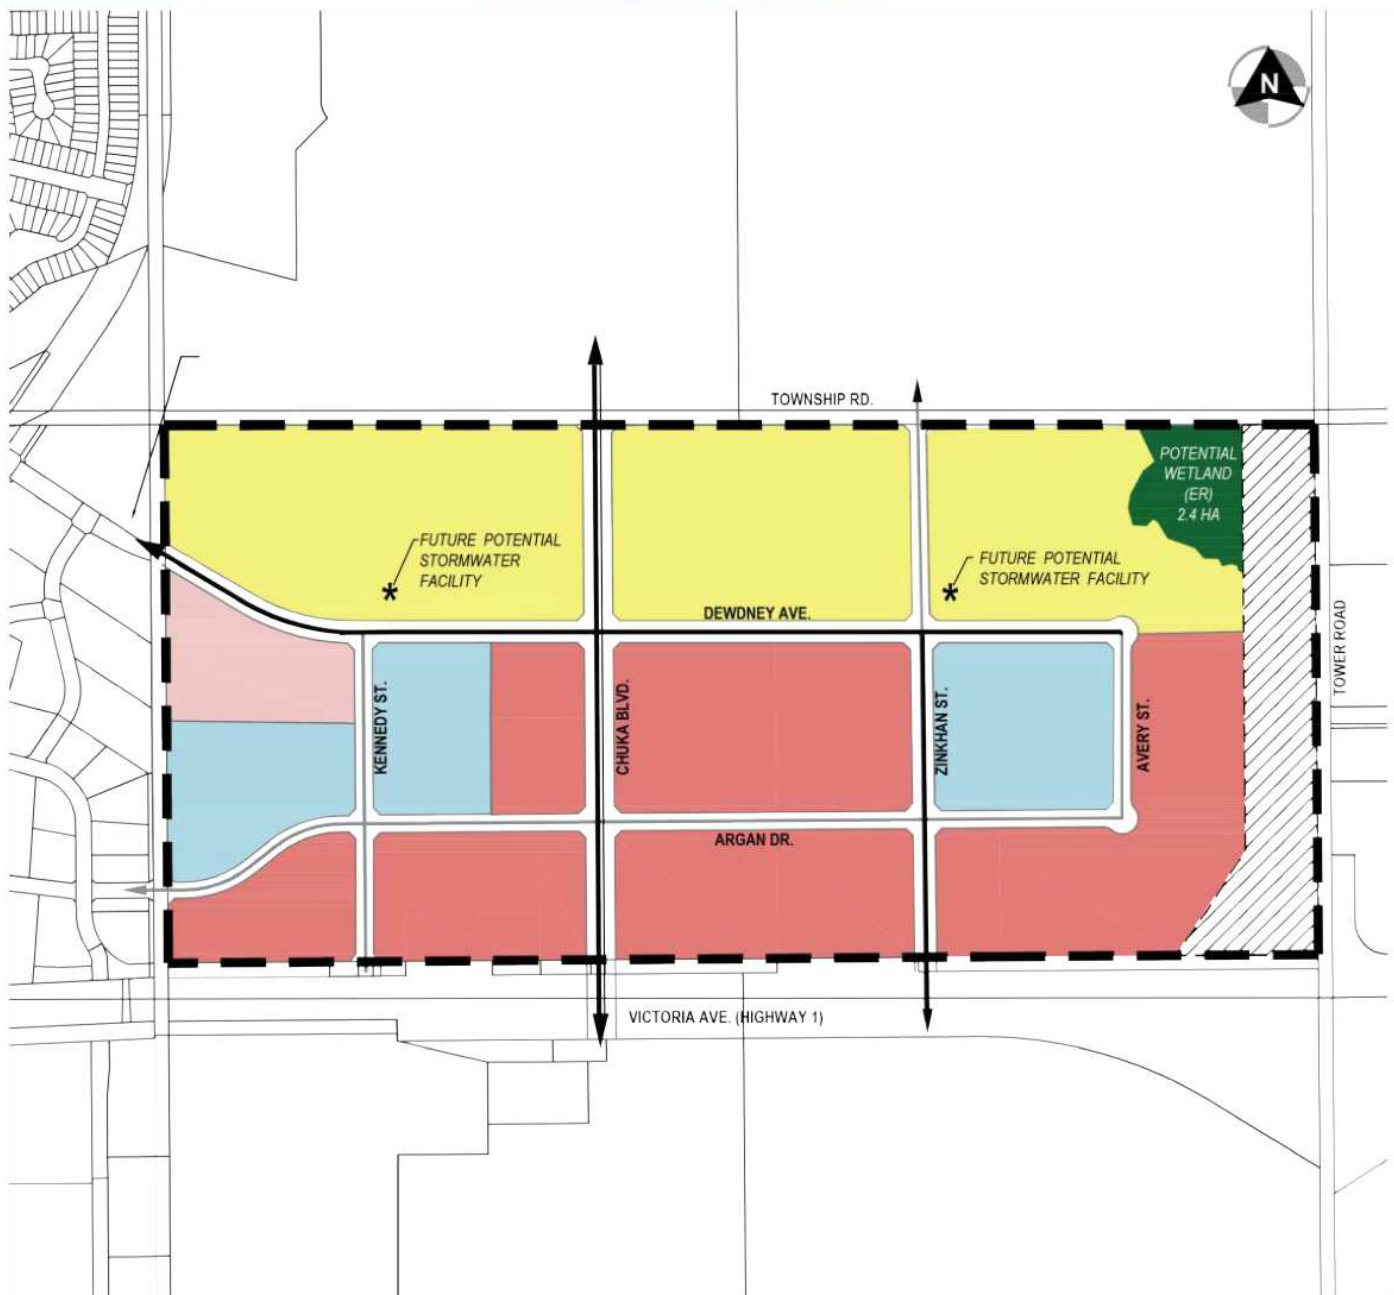 N
TOWNSHIP RD.
POTENTIAL
WETLAND
(ER)
2.4 HA
FUTURE POTENTIAL
STORMWATER
FACILITY
*
FUTURE POTENTIAL
STORMWATER FACILITY
*
DEWDNEY AVE.
TOWER ROAD
KENNEDY ST.
CHUKA BLVD.
ZINKHAN ST.
AVERY ST.
ARGAN DR.
VICTORIA AVE. (HIGHWAY 1)